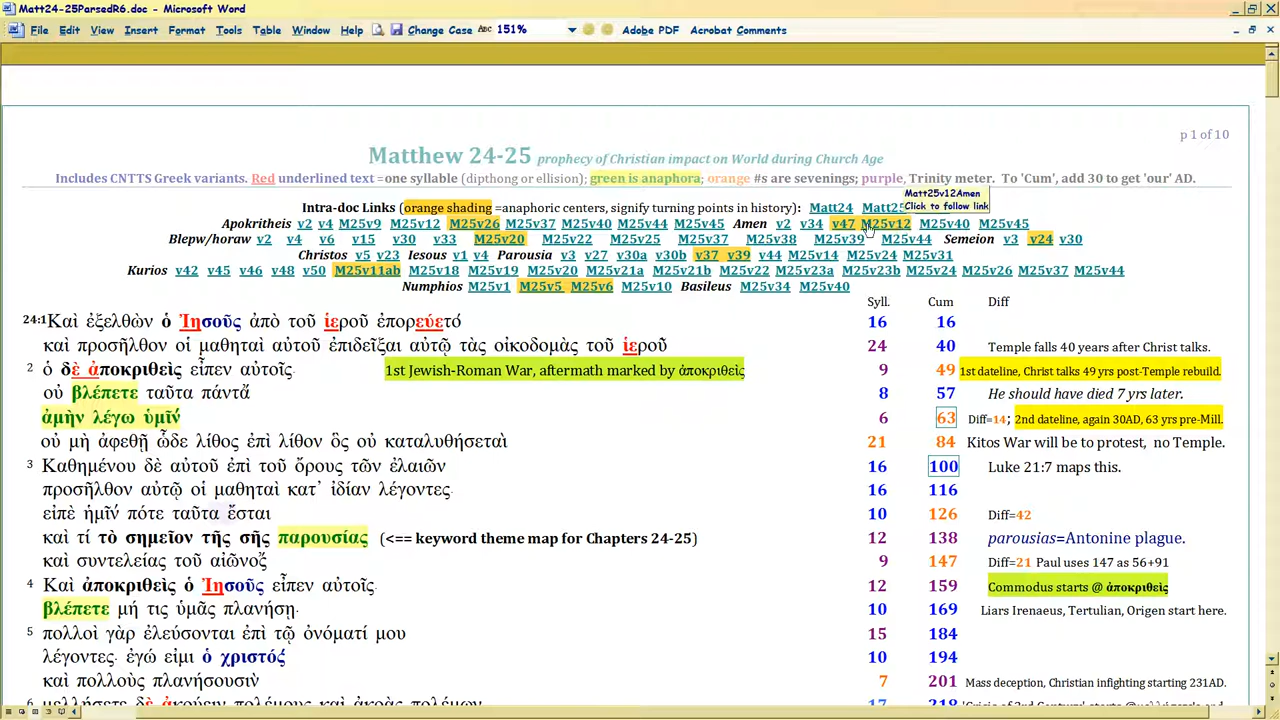 Matt24-25ParsedR6.doc - Microsoft Word
File Edit View Insert Format Tools Table Window Help Change Case 151% Adobe PDF Acrobat Comments
p 1 of 10
Matthew 24-25 prophecy of Christian impact on World during Church Age
Includes CNTTS Greek variants. Red underlined text =one syllable (dipthong or ellision); green is anaphora; orange #s are sevenings; purple, Trinity meter. To 'Cum', add 30 to get 'our' AD.
Matt25v12Amen
Click to follow link
Intra-doc Links (orange shading =anaphoric centers, signify turning points in history): Matt24 Matt25
Apokritheis v2 v4 M25v9 M25v12 M25v26 M25v37 M25v40 M25v44 M25v45 Amen v2 v34 v47 M25v12 M25v40 M25v45
Blepw/horaw v2 v4 v6 v15 v30 v33 M25v20 M25v22 M25v25 M25v37 M25v38 M25v39 M25v44 Semeion v3 v24 v30
Christos v5 v23 Iesous v1 v4 Parousia v3 v27 v30a v30b v37 v39 v44 M25v14 M25v24 M25v31
Kurios v42 v45 v46 v48 v50 M25v11ab M25v18 M25v19 M25v20 M25v21a M25v21b M25v22 M25v23a M25v23b M25v24 M25v26 M25v37 M25v44
Numphios M25v1 M25v5 M25v6 M25v10 Basileus M25v34 M25v40
Syll. Cum Diff
24:1Καὶ ἐξελθὼν ὁ Ἰησοῦς ἀπὸ τοῦ ἱεροῦ ἐπορεύετό 16 16
καὶ προσῆλθον οἱ μαθηταὶ αὐτοῦ ἐπιδεῖξαι αὐτῷ τὰς οἰκοδομὰς τοῦ ἱεροῦ 24 40 Temple falls 40 years after Christ talks.
2 ὁ δὲ ἀποκριθεὶς εἶπεν αὐτοῖς. 1st Jewish-Roman War, aftermath marked by ἀποκριθεὶς 9 49 1st dateline, Christ talks 49 yrs post-Temple rebuild.
οὐ βλέπετε ταῦτα πάντᾰ 8 57 He should have died 7 yrs later.
ἀμὴν λέγω ὑμῖν́ 6 63 Diff=14; 2nd dateline, again 30AD, 63 yrs pre-Mill.
οὐ μὴ ἀφεθῇ ὧδε λίθος ἐπὶ λίθον ὃς οὐ καταλυθήσεταὶ 21 84 Kitos War will be to protest, no Temple.
3 Καθημένου δὲ αὐτοῦ ἐπὶ τοῦ ὄρους τῶν ἐλαιῶν 16 100 Luke 21:7 maps this.
προσῆλθον αὐτῷ οἱ μαθηταὶ κατ᾽ ἰδίαν λέγοντες· 16 116
εἰπὲ ἡμῖν́ πότε ταῦτα ἔσται 10 126 Diff=42
καὶ τί τὸ σημεῖον τῆς σῆς παρουσίας (<== keyword theme map for Chapters 24-25) 12 138 parousias=Antonine plague.
καὶ συντελείας τοῦ αἰῶνοξ́ 9 147 Diff=21 Paul uses 147 as 56+91
4 Καὶ ἀποκριθεὶς ὁ Ἰησοῦς εἶπεν αὐτοῖς. 12 159 Commodus starts @ ἀποκριθεὶς
βλέπετε μή τις ὑμᾶς πλανήσῃ· 10 169 Liars Irenaeus, Tertulian, Origen start here.
5 πολλοὶ γὰρ ἐλεύσονται ἐπὶ τῷ ὀνόματί μου 15 184
λέγοντες· ἐγώ εἰμι ὁ χριστόξ́ 10 194
καὶ πολλοὺς πλανήσουσιν̀ 7 201 Mass deception, Christian infighting starting 231AD.
6 μελλήσετε δὲ ἀκούειν πολέμους καὶ ἀκοὰς πολέμων 17 218